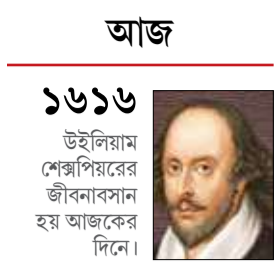 আজ
১৬১৬
উইলিয়াম
শেক্সপিয়রের
জীবনাবসান
হয় আজকের
দিনে।